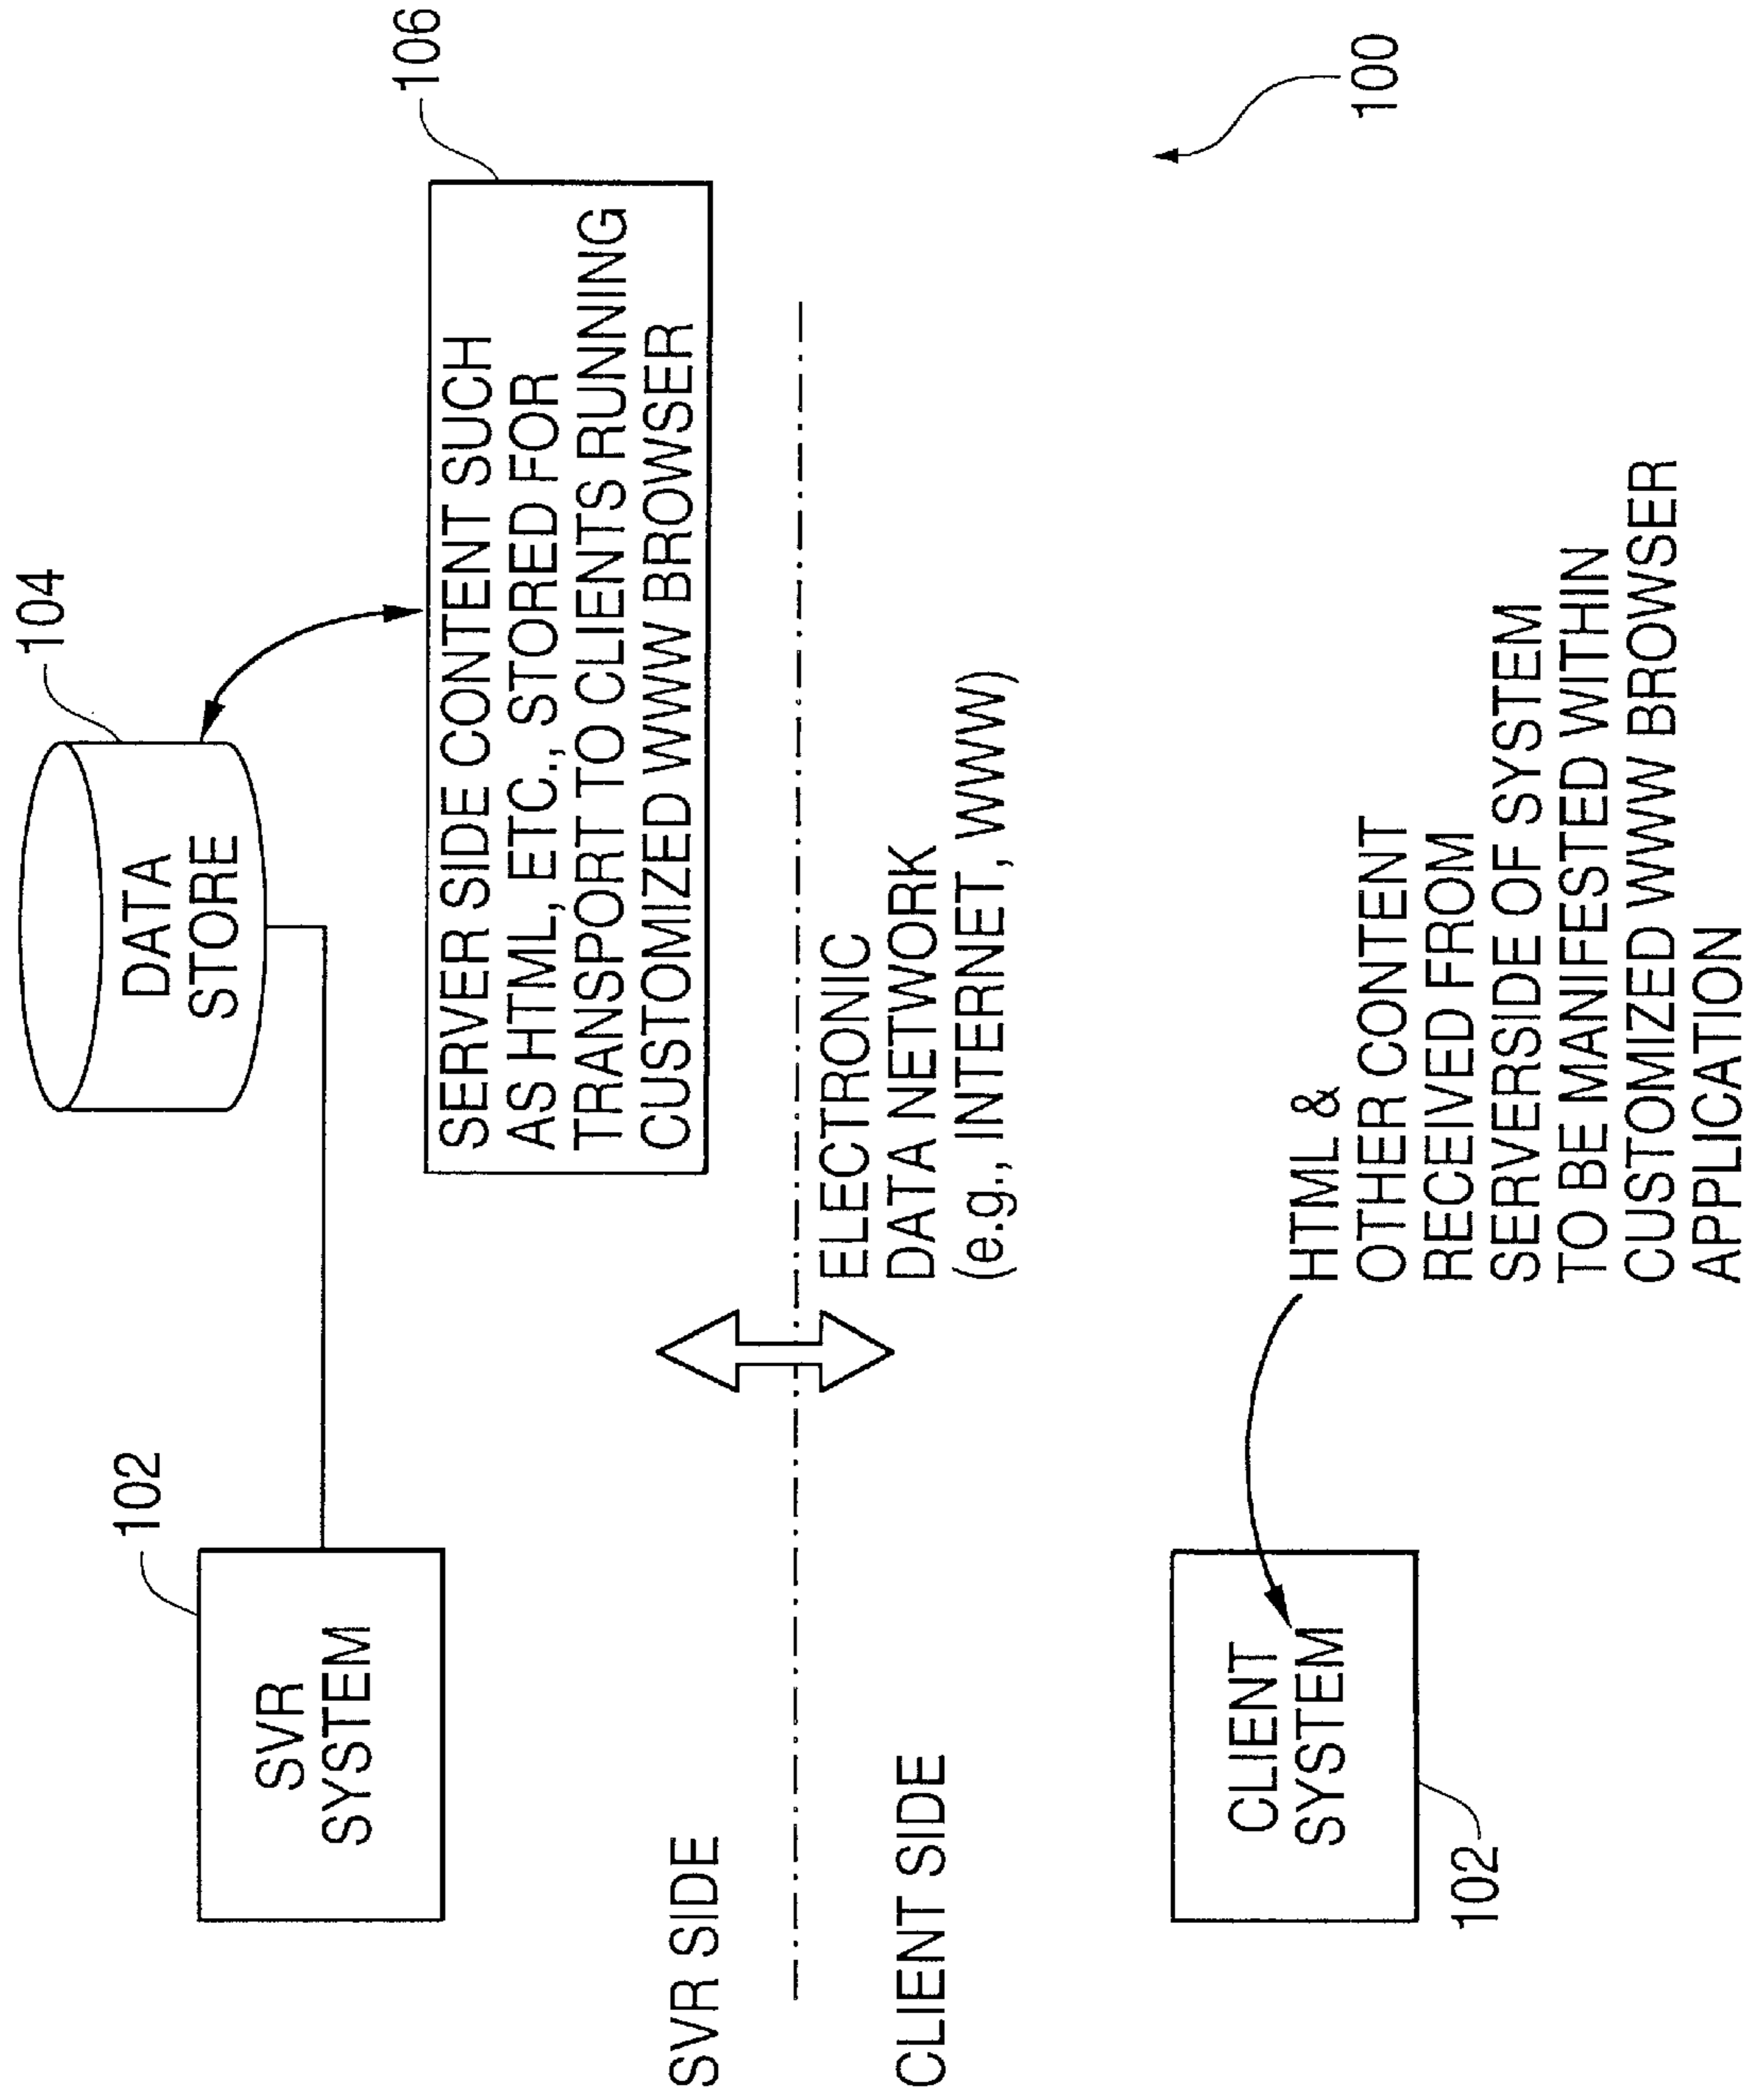 104
DATA
STORE
102
SVR
SYSTEM
106
SERVER SIDE CONTENT SUCH
AS HTML, ETC., STORED FOR
TRANSPORT TO CLIENTS RUNNING
CUSTOMIZED WWW BROWSER
SVR SIDE
CLIENT SIDE
ELECTRONIC
DATA NETWORK
(e.g., INTERNET, WWW)
CLIENT
SYSTEM
102
HTML &
OTHER CONTENT
RECEIVED FROM
SERVERSIDE OF SYSTEM
TO BE MANIFESTED WITHIN
CUSTOMIZED WWW BROWSER
APPLICATION
100